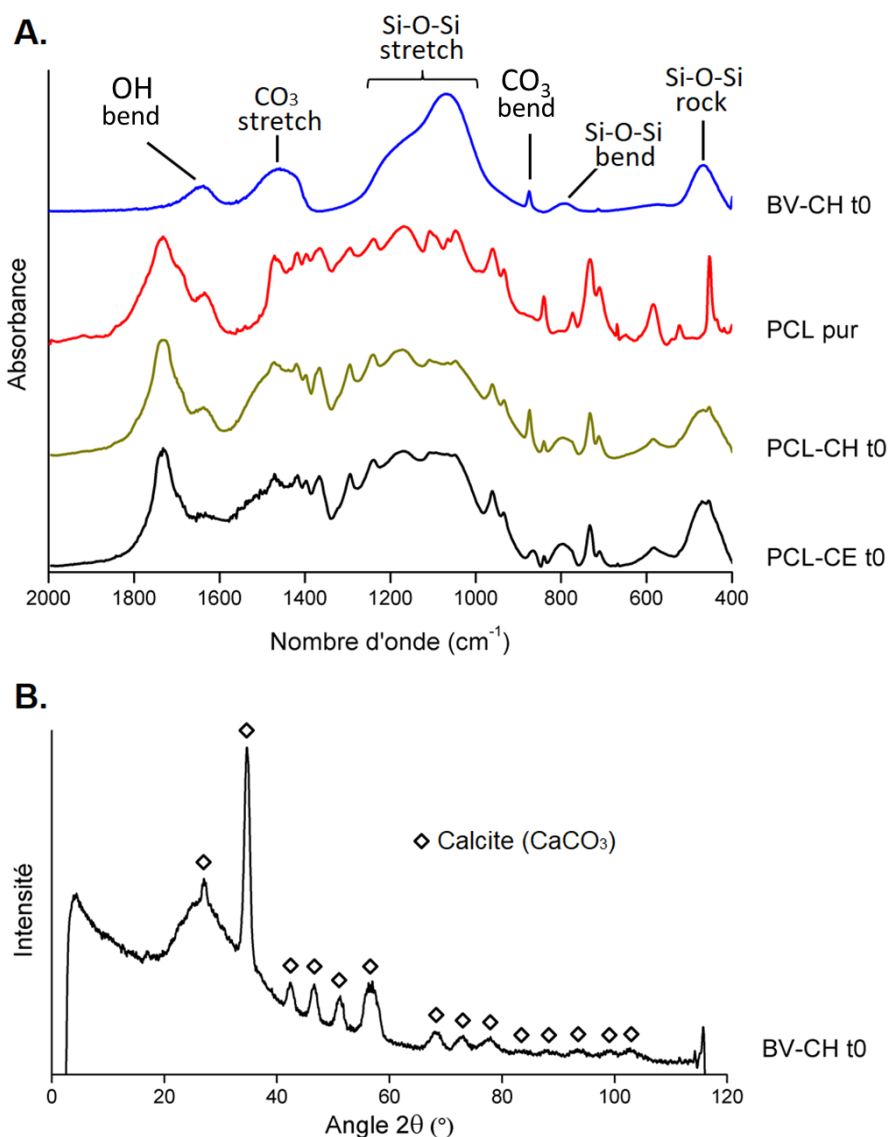 A.
Si-O-Si
stretch
OH
bend
CO₃
stretch
CO₃
bend
Si-O-Si
bend
Si-O-Si
rock
BV-CH t0
PCL pur
PCL-CH t0
PCL-CE t0
Absorbance
2000 1800 1600 1400 1200 1000 800 600 400
Nombre d'onde (cm⁻¹)
B.
Calcite (CaCO₃)
Intensité
BV-CH t0
0 20 40 60 80 100 120
Angle 2θ (°)